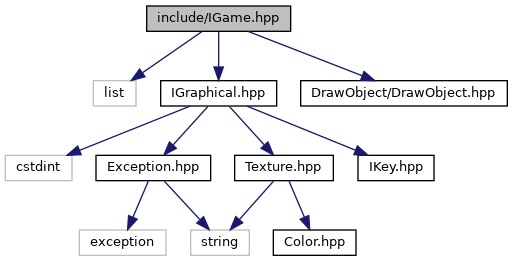 include/IGame.hpp
list
IGraphical.hpp
DrawObject/DrawObject.hpp
cstdint
Exception.hpp
Texture.hpp
IKey.hpp
exception
string
Color.hpp